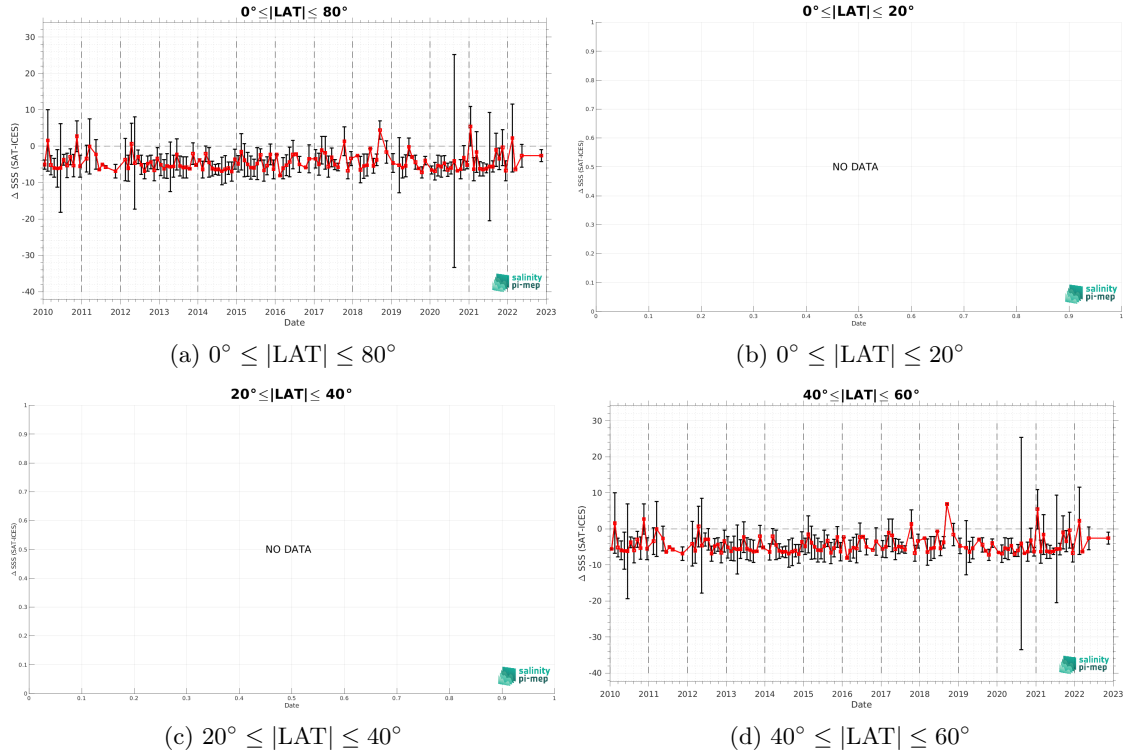 0°≤|LAT|≤ 80°
Δ SSS (SAT-ICES)
30
20
10
0
-10
-20
-30
-40
2010 2011 2012 2013 2014 2015 2016 2017 2018 2019 2020 2021 2022 2023
Date
salinity
pi-mep
(a) 0° ≤ |LAT| ≤ 80°
0°≤|LAT|≤ 20°
Δ SSS (SAT-ICES)
1
0.9
0.8
0.7
0.6
0.5
0.4
0.3
0.2
0.1
0
NO DATA
0 0.1 0.2 0.3 0.4 0.5 0.6 0.7 0.8 0.9 1
Date
salinity
pi-mep
(b) 0° ≤ |LAT| ≤ 20°
20°≤|LAT|≤ 40°
Δ SSS (SAT-ICES)
1
0.9
0.8
0.7
0.6
0.5
0.4
0.3
0.2
0.1
0
NO DATA
0 0.1 0.2 0.3 0.4 0.5 0.6 0.7 0.8 0.9 1
Date
salinity
pi-mep
(c) 20° ≤ |LAT| ≤ 40°
40°≤|LAT|≤ 60°
Δ SSS (SAT-ICES)
30
20
10
0
-10
-20
-30
-40
2010 2011 2012 2013 2014 2015 2016 2017 2018 2019 2020 2021 2022 2023
Date
salinity
pi-mep
(d) 40° ≤ |LAT| ≤ 60°